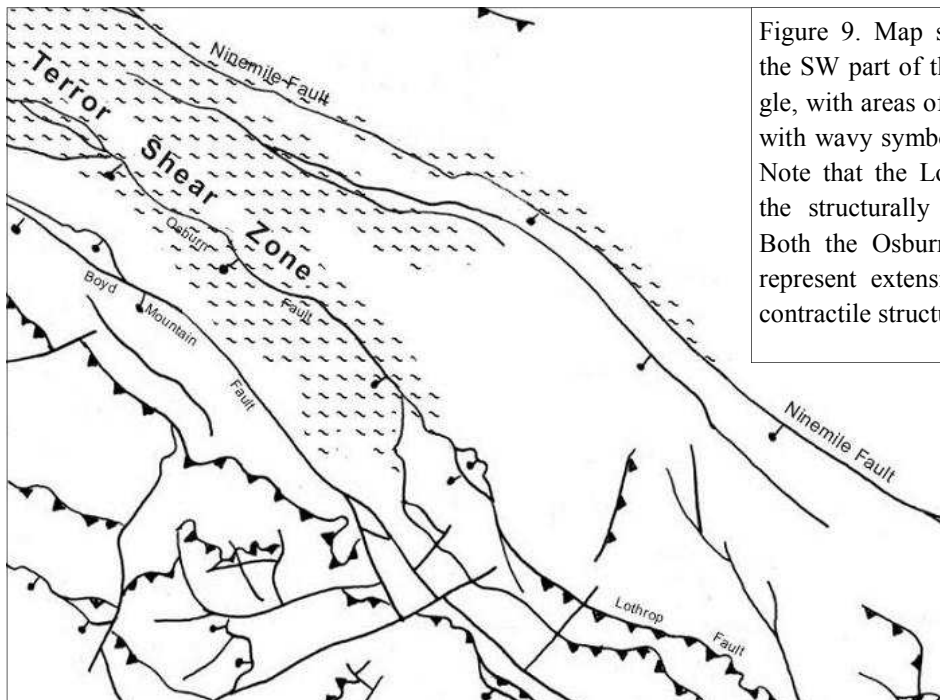 Figure 9. Map s
the SW part of th
gle, with areas of
with wavy symbo
Note that the Lo
the structurally
Both the Osburn
represent extens
contractile structu
Ninemile Fault
Terror Shear Zone
Osburn Fault
Boyd Mountain Fault
Ninemile Fault
Lothrop Fault